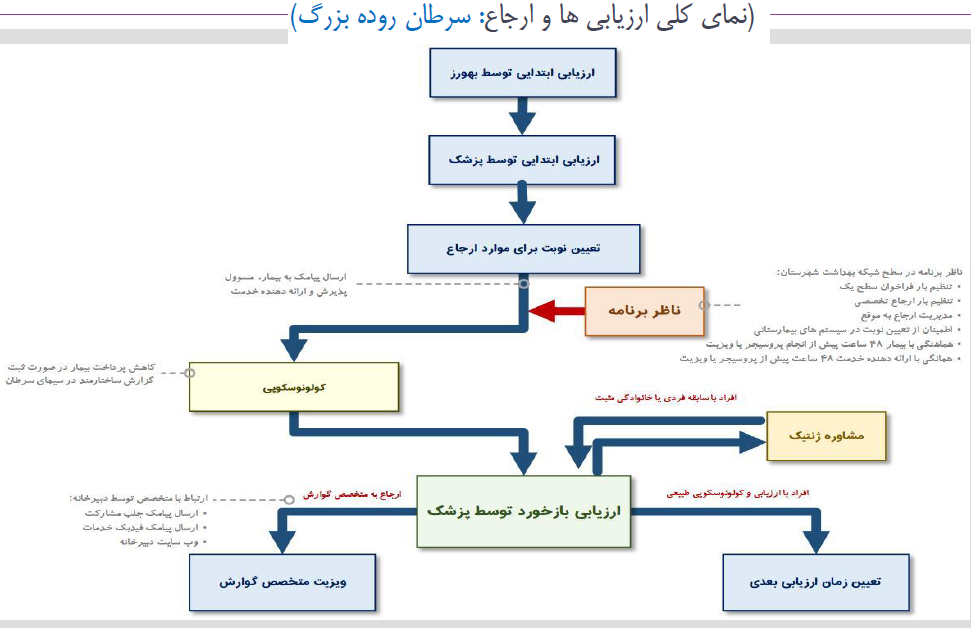 (نمای کلی ارزیابی ها و ارجاع: سرطان روده بزرگ)
ارزیابی ابتدایی توسط بهورز
ارزیابی ابتدایی توسط پزشک
تعیین نوبت برای موارد ارجاع
ارسال پیامک به بیمار، مسوول
پذیرش و ارائه دهنده خدمت
ناظر برنامه
ناظر برنامه در سطح شبکه بهداشت شهرستان:
• تنظیم بار فراخوان سطح یک
• تنظیم بار ارجاع تخصصی
• مدیریت ارجاع به موقع
• اطمینان از تعیین نوبت در سیستم های بیمارستانی
• هماهنگی با بیمار ۴۸ ساعت پیش از انجام پروسیجر یا ویزیت
• همانگی با ارائه دهنده خدمت ۴۸ ساعت پیش از پروسیجر یا ویزیت
کولونوسکوپی
کاهش پرداخت بیمار در صورت ثبت
گزارش ساختارمند در سیمای سرطان
افراد با سابقه فردی یا خانوادگی مثبت
مشاوره ژنتیک
ارزیابی بازخورد توسط پزشک
افراد با ارزیابی و کولونوسکوپی طبیعی
ارجاع به متخصص گوارش
ارتباط با متخصص توسط دبیرخانه:
• ارسال پیامک جلب مشارکت
• ارسال پیامک فیدبک خدمات
• وب سایت دبیرخانه
ویزیت متخصص گوارش
تعیین زمان ارزیابی بعدی